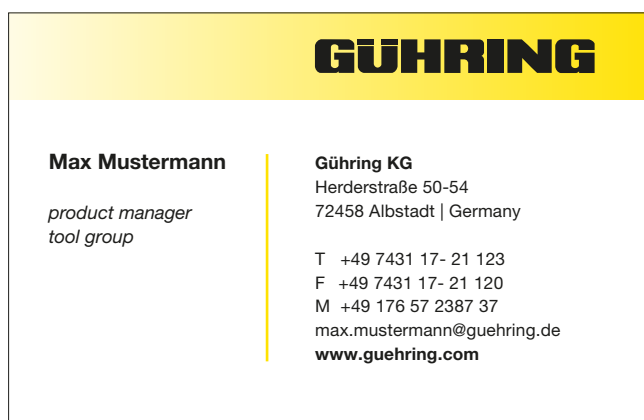 GÜHRING
Max Mustermann
product manager
tool group
Gühring KG
Herderstraße 50-54
72458 Albstadt | Germany
T +49 7431 17- 21 123
F +49 7431 17- 21 120
M +49 176 57 2387 37
max.mustermann@guehring.de
www.guehring.com